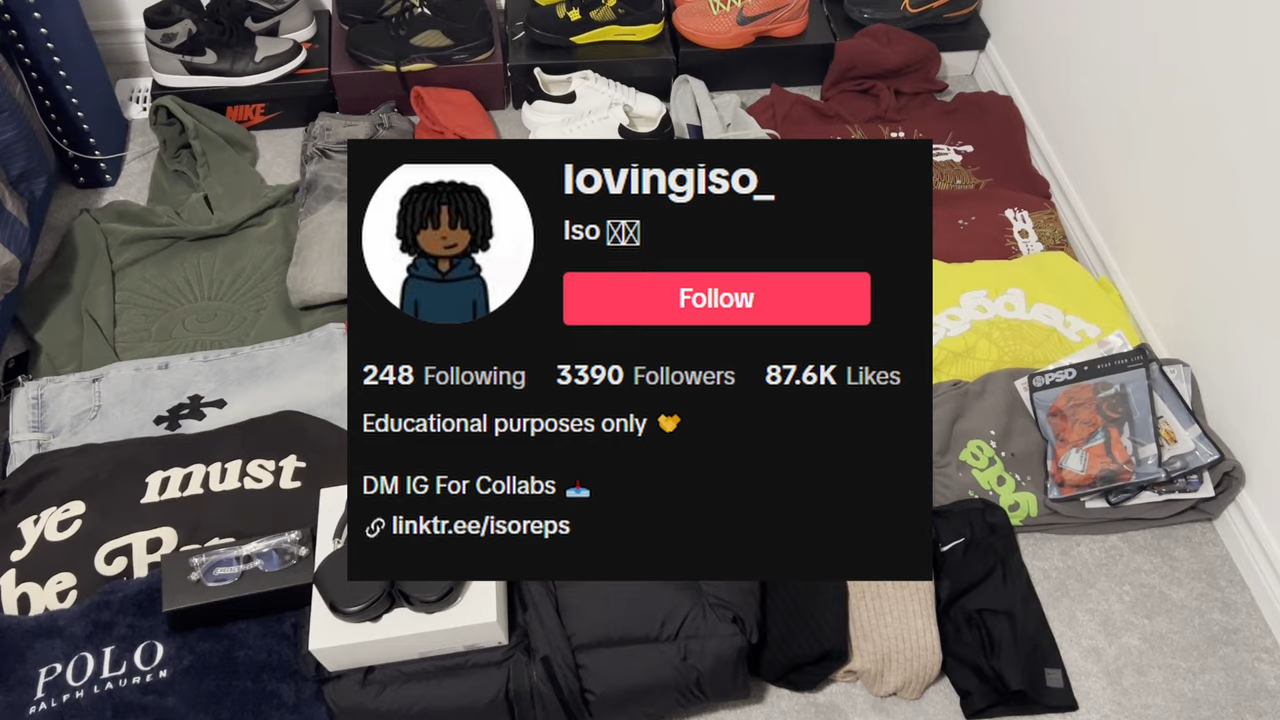 NIKE
lovingiso_
Iso
Follow
248 Following 3390 Followers 87.6K Likes
Educational purposes only 💛
DM IG For Collabs 📥
linktr.ee/isoreps
PSD
must
ye
be
POLO
RALPH LAUREN